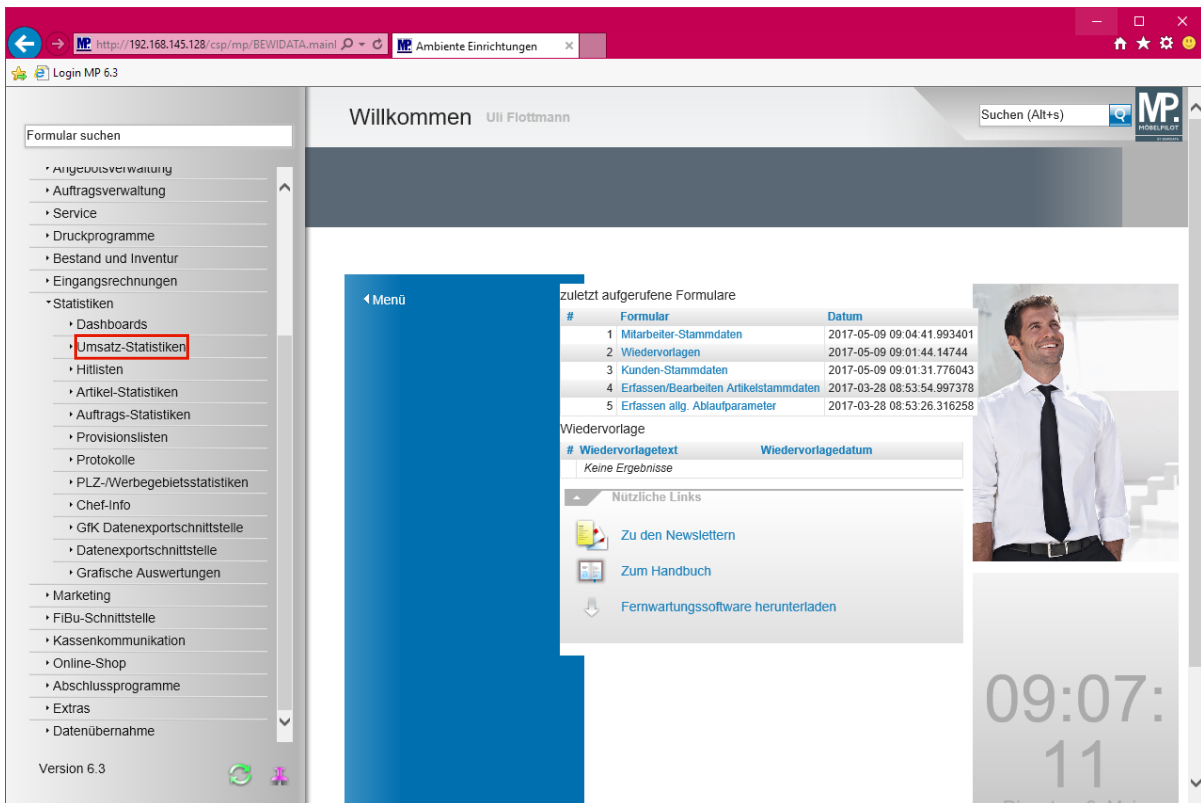 http://192.168.145.128/csp/mp/BEWIDATA.mainl
MP Ambiente Einrichtungen
Login MP 6.3
Formular suchen
Angebotsverwaltung
Auftragsverwaltung
Service
Druckprogramme
Bestand und Inventur
Eingangsrechnungen
Statistiken
Dashboards
Umsatz-Statistiken
Hitlisten
Artikel-Statistiken
Auftrags-Statistiken
Provisionslisten
Protokolle
PLZ-/Werbegebietsstatistiken
Chef-Info
GfK Datenexportschnittstelle
Datenexportschnittstelle
Grafische Auswertungen
Marketing
FiBu-Schnittstelle
Kassenkommunikation
Online-Shop
Abschlussprogramme
Extras
Datenübernahme
Version 6.3
Willkommen Uli Flottmann
Suchen (Alt+s)
MP.
MÖBELPILOT
Menü
zuletzt aufgerufene Formulare
# Formular Datum
1 Mitarbeiter-Stammdaten 2017-05-09 09:04:41.993401
2 Wiedervorlagen 2017-05-09 09:01:44.14744
3 Kunden-Stammdaten 2017-05-09 09:01:31.776043
4 Erfassen/Bearbeiten Artikelstammdaten 2017-03-28 08:53:54.997378
5 Erfassen allg. Ablaufparameter 2017-03-28 08:53:26.316258
Wiedervorlage
# Wiedervorlagetext Wiedervorlagedatum
Keine Ergebnisse
Nützliche Links
Zu den Newslettern
Zum Handbuch
Fernwartungssoftware herunterladen
09:07:
11